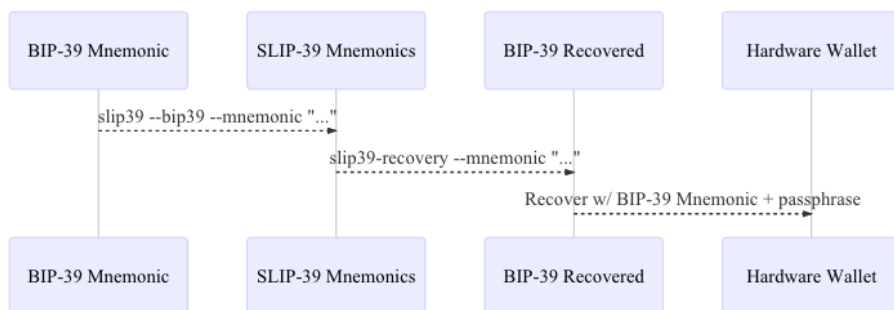 BIP-39 Mnemonic
SLIP-39 Mnemonics
BIP-39 Recovered
Hardware Wallet
slip39 --bip39 --mnemonic "..."
slip39-recovery --mnemonic "..."
Recover w/ BIP-39 Mnemonic + passphrase
BIP-39 Mnemonic
SLIP-39 Mnemonics
BIP-39 Recovered
Hardware Wallet